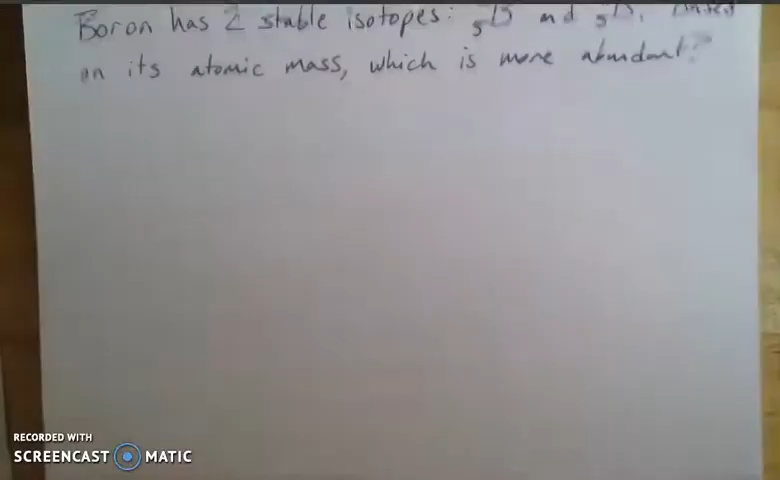 Boron has 2 stable isotopes: ₅B and ₅B. Based
on its atomic mass, which is more abundant?
RECORDED WITH
SCREENCAST MATIC